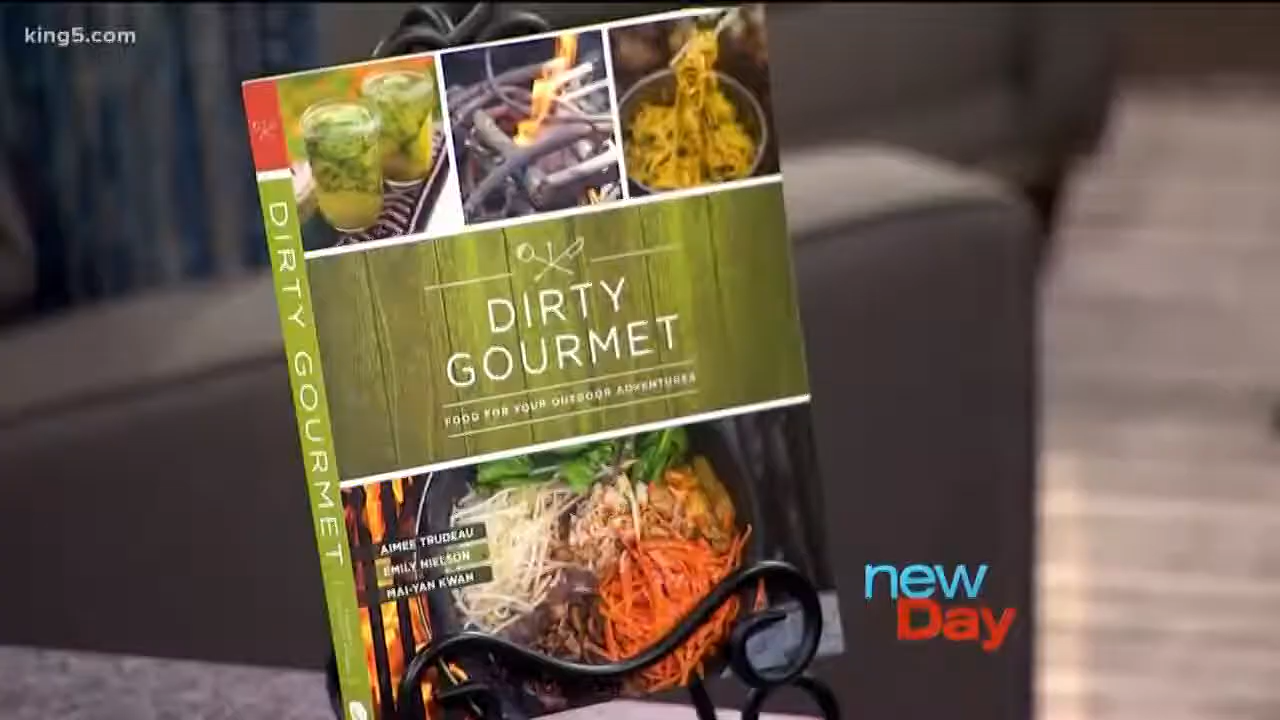 king5.com
DIRTY GOURMET
DIRTY
GOURMET
FOOD FOR YOUR OUTDOOR ADVENTURES
AIMEE TRUDEAU
EMILY NIELSON
MAI-YAN KWAN
new
Day